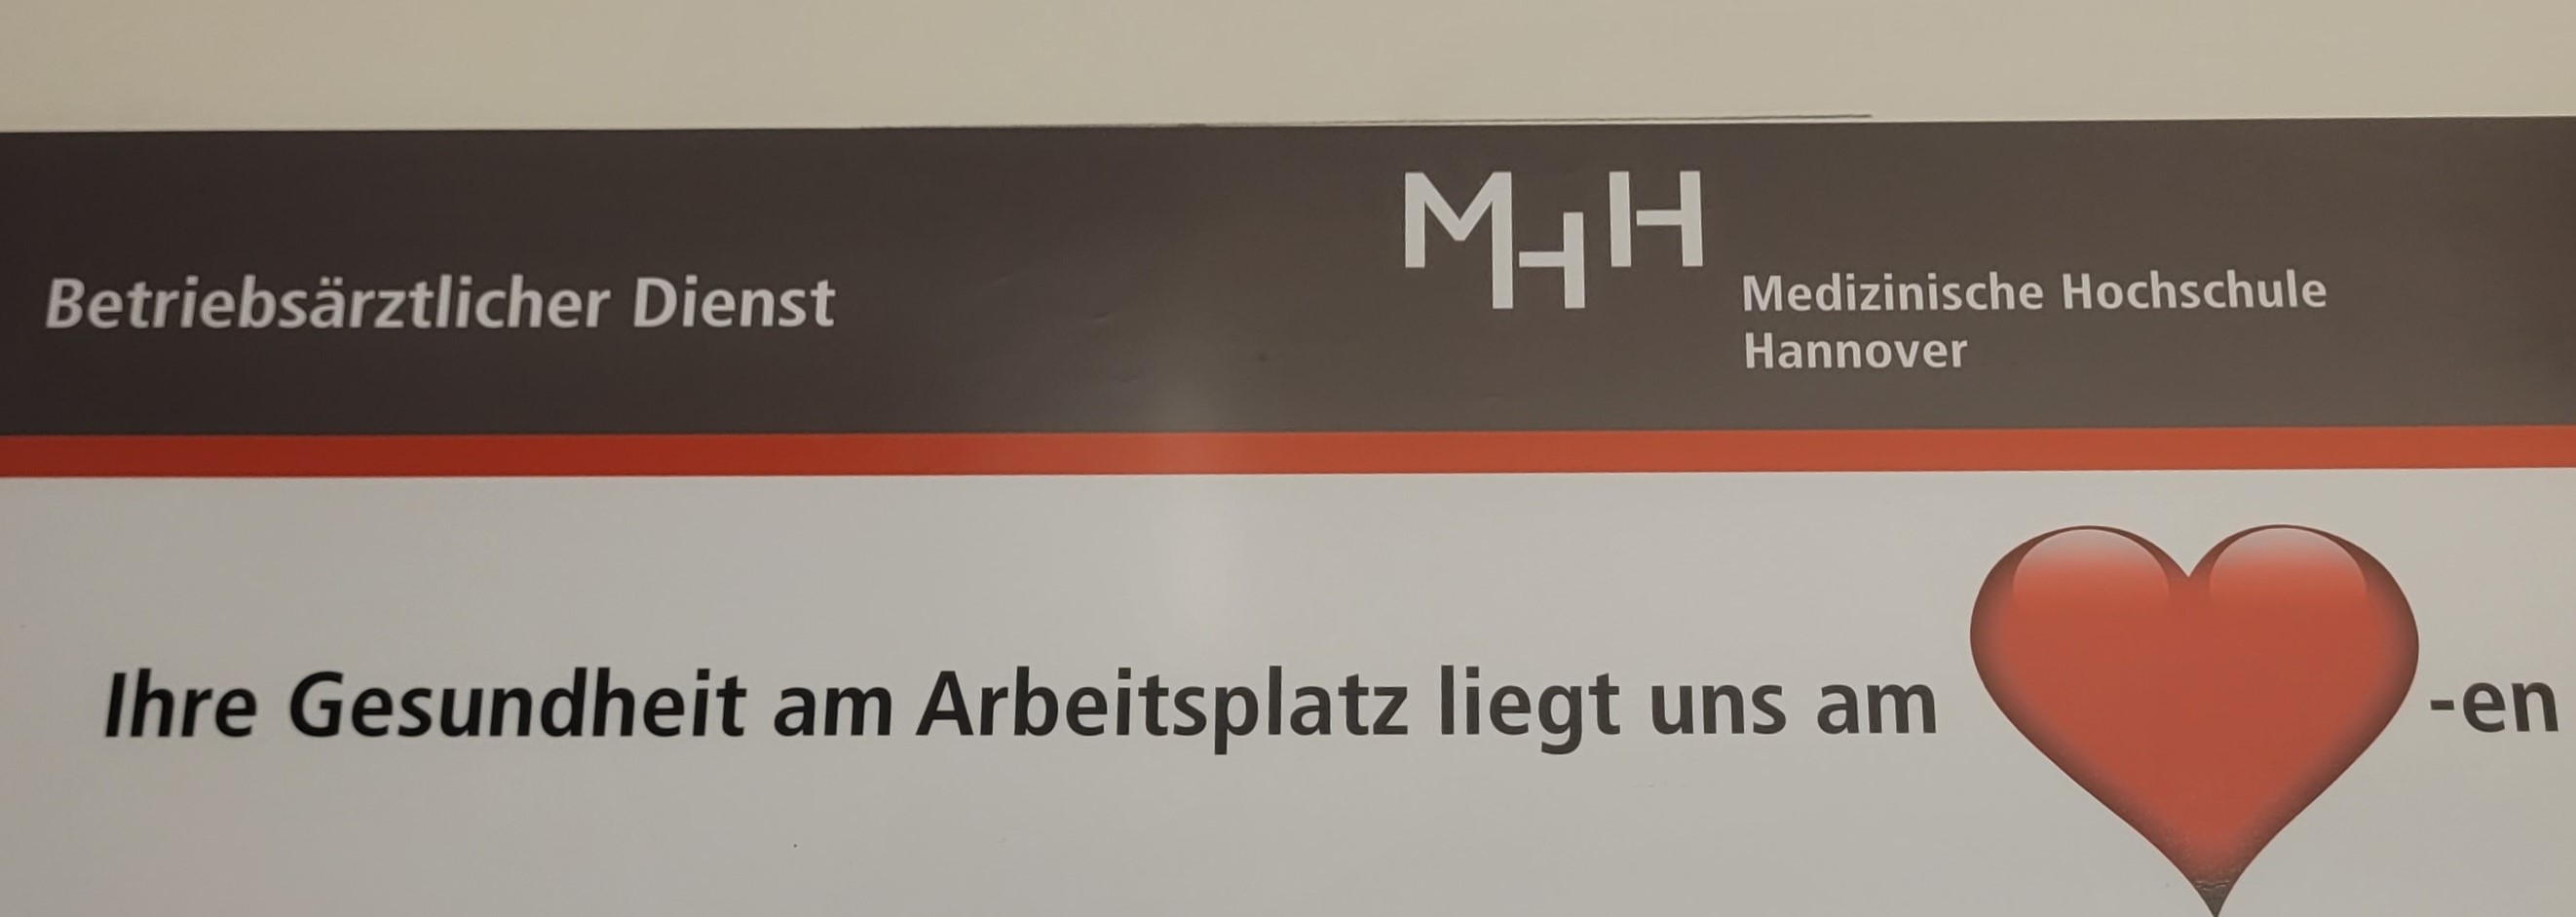 Betriebsärztlicher Dienst
MHH
Medizinische Hochschule
Hannover
Ihre Gesundheit am Arbeitsplatz liegt uns am -en